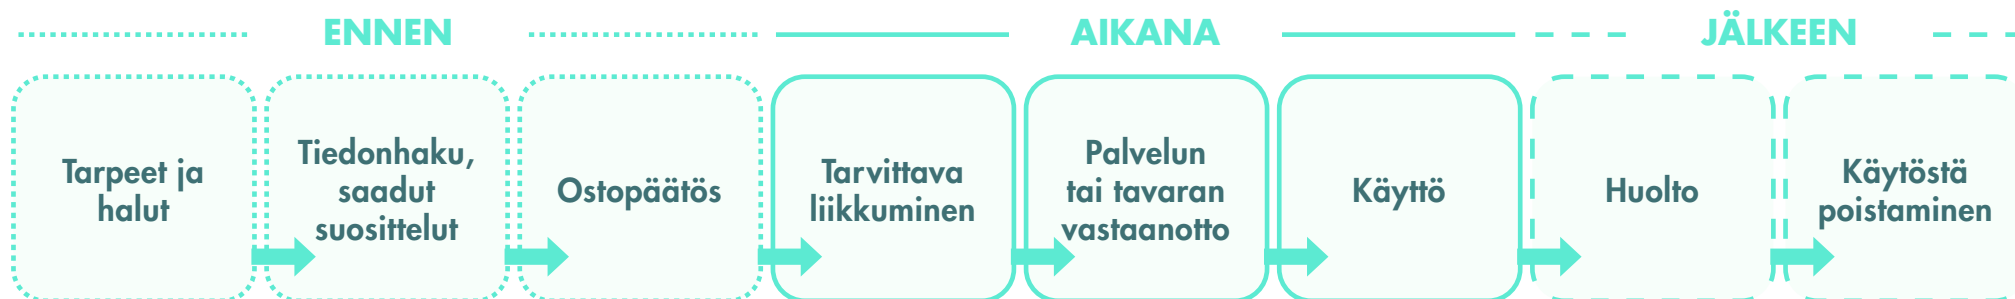 ENNEN
AIKANA
JÄLKEEN
Tarpeet ja
halut
Tiedonhaku,
saadut
suosittelut
Ostopäätös
Tarvittava
liikkuminen
Palvelun
tai tavaran
vastaanotto
Käyttö
Huolto
Käytöstä
poistaminen